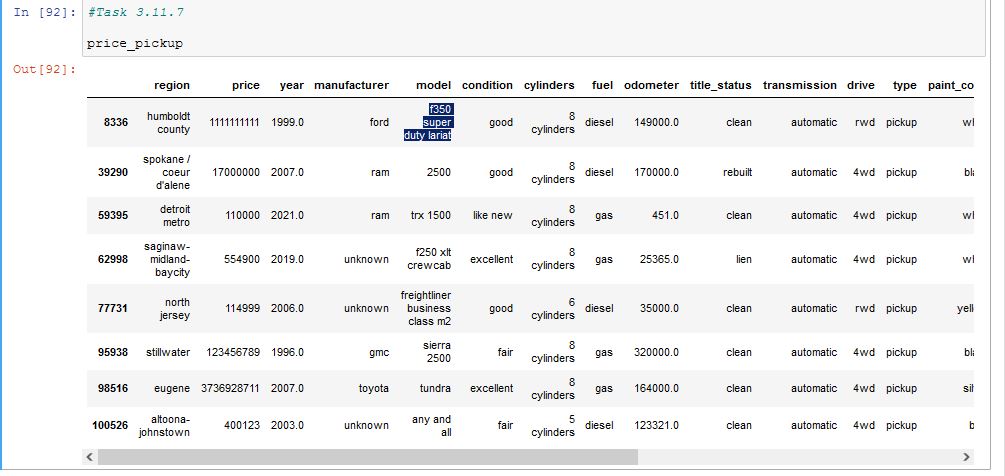 In [92]: #Task 3.11.7
price_pickup
Out[92]:
region price year manufacturer model condition cylinders fuel odometer title_status transmission drive type paint_co
8336 humboldt county 1111111111 1999.0 ford f350 super duty lariat good 8 cylinders diesel 149000.0 clean automatic rwd pickup wl
39290 spokane / coeur d'alene 17000000 2007.0 ram 2500 good 8 cylinders diesel 170000.0 rebuilt automatic 4wd pickup bla
59395 detroit metro 110000 2021.0 ram trx 1500 like new 8 cylinders gas 451.0 clean automatic 4wd pickup wl
62998 saginaw-midland-baycity 554900 2019.0 unknown f250 xlt crewcab excellent 8 cylinders gas 25365.0 lien automatic 4wd pickup wl
77731 north jersey 114999 2006.0 unknown freightliner business class m2 good 6 cylinders diesel 35000.0 clean automatic rwd pickup yell
95938 stillwater 123456789 1996.0 gmc sierra 2500 fair 8 cylinders gas 320000.0 clean automatic 4wd pickup bla
98516 eugene 3736928711 2007.0 toyota tundra excellent 8 cylinders gas 164000.0 clean automatic 4wd pickup sil
100526 altoona-johnstown 400123 2003.0 unknown any and all fair 5 cylinders diesel 123321.0 clean automatic 4wd pickup b